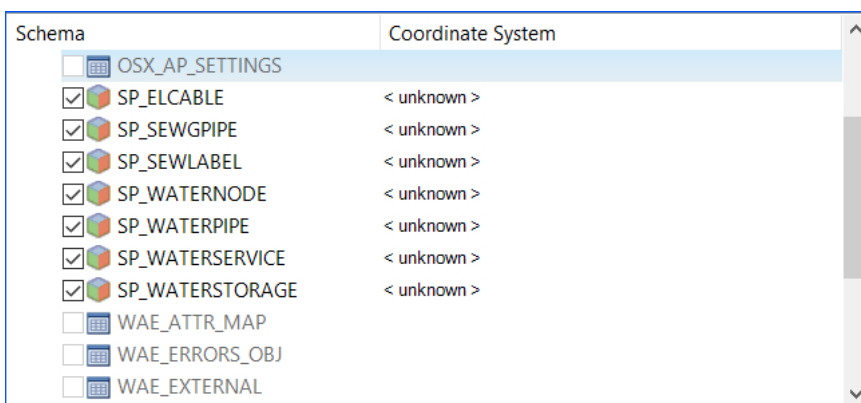 Schema Coordinate System
OSX_AP_SETTINGS
SP_ELCABLE < unknown >
SP_SEWGPIPE < unknown >
SP_SEWLABEL < unknown >
SP_WATERNODE < unknown >
SP_WATERPIPE < unknown >
SP_WATERSERVICE < unknown >
SP_WATERSTORAGE < unknown >
WAE_ATTR_MAP
WAE_ERRORS_OBJ
WAE_EXTERNAL